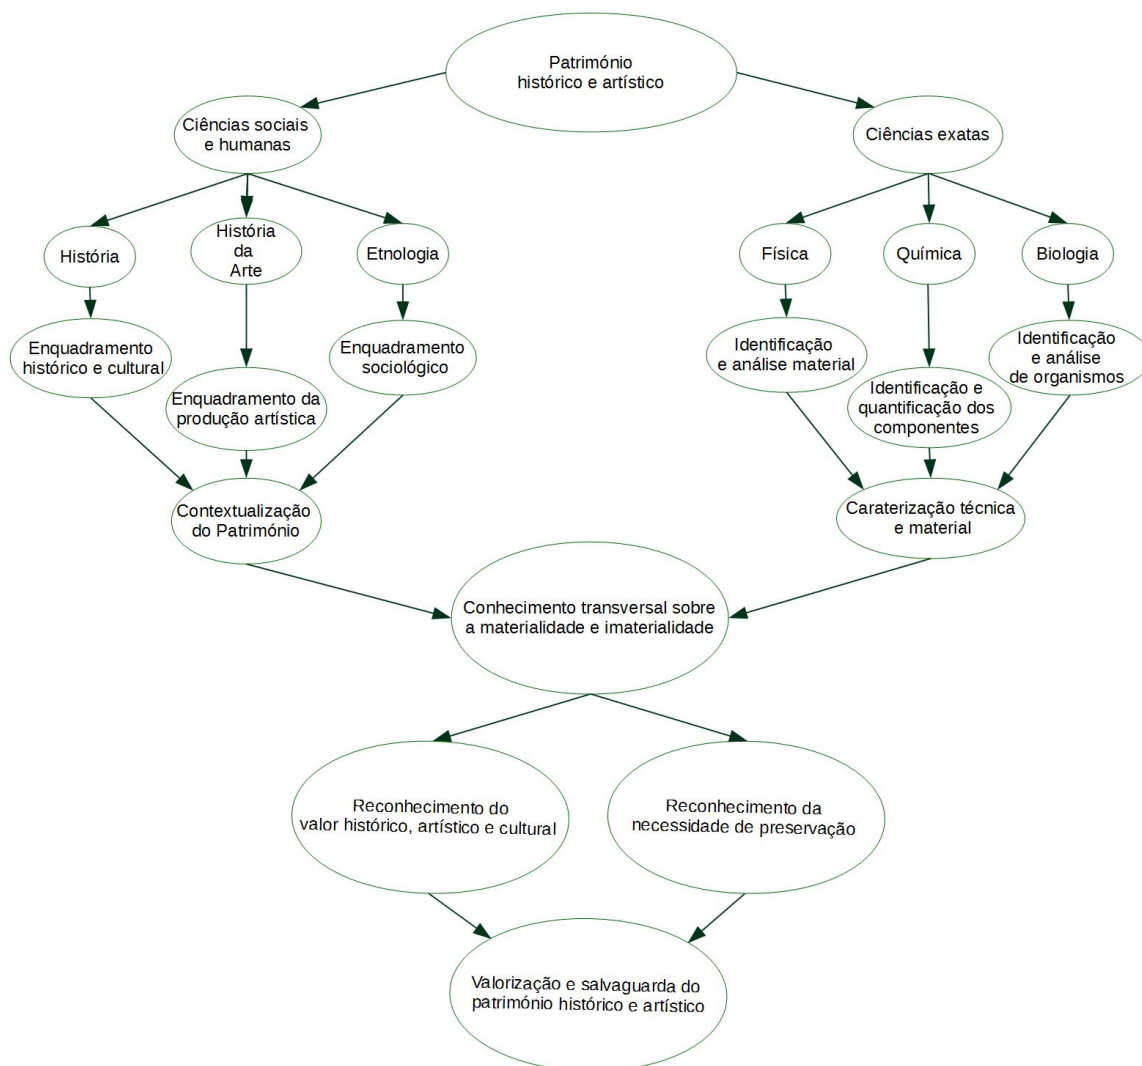 Património
histórico e artístico
Ciências sociais
e humanas
Ciências exatas
História
História
da
Arte
Etnologia
Física
Química
Biologia
Enquadramento
histórico e cultural
Enquadramento da
produção artística
Enquadramento
sociológico
Identificação
e análise material
Identificação e
quantificação dos
componentes
Identificação
e análise
de organismos
Contextualização
do Património
Caraterização técnica
e material
Conhecimento transversal sobre
a materialidade e imaterialidade
Reconhecimento do
valor histórico, artístico e cultural
Reconhecimento da
necessidade de preservação
Valorização e salvaguarda do
património histórico e artístico